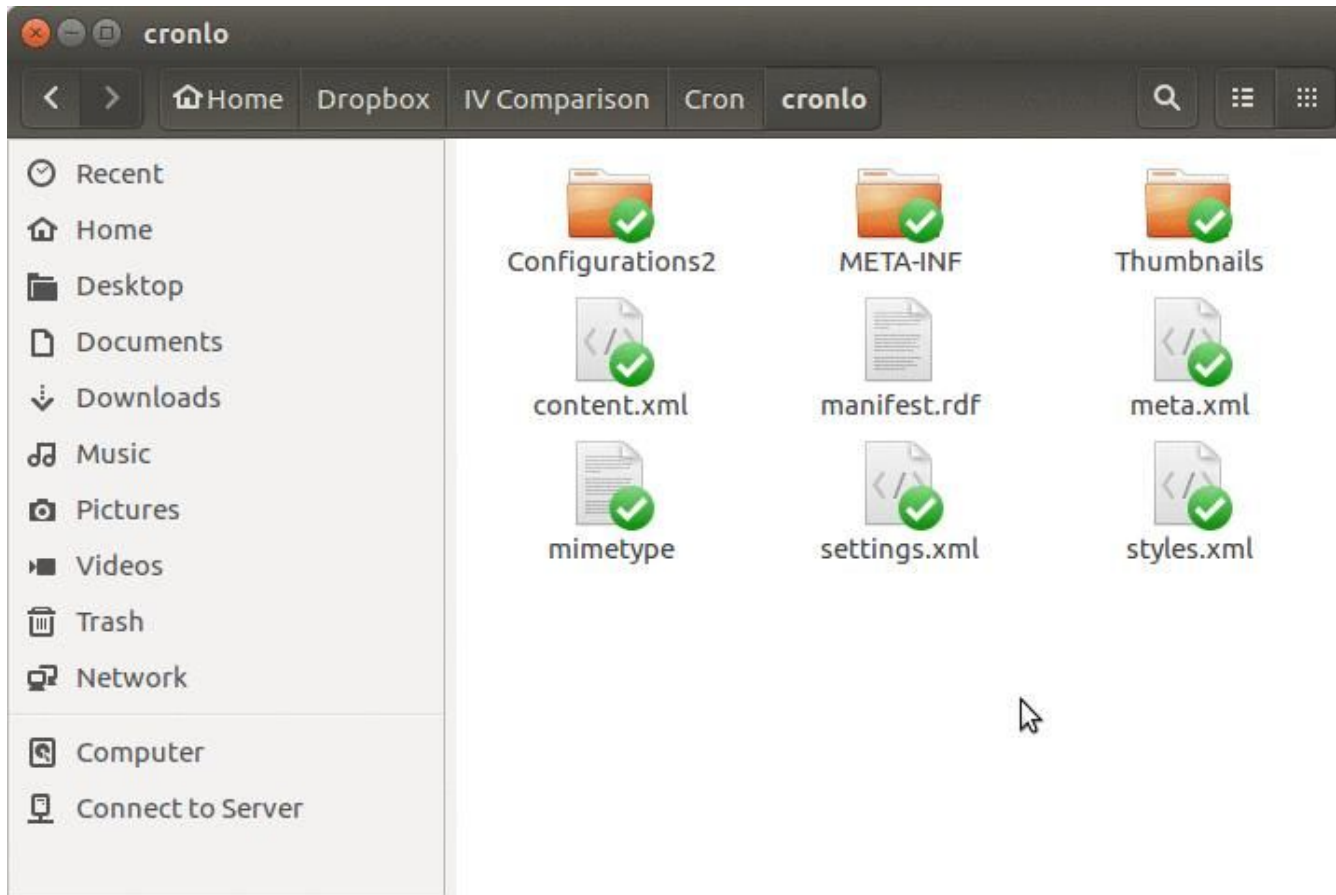 cronlo
Home Dropbox IV Comparison Cron cronlo
Recent
Home
Desktop
Documents
Downloads
Music
Pictures
Videos
Trash
Network
Computer
Connect to Server
Configurations2 META-INF Thumbnails
content.xml manifest.rdf meta.xml
mimetype settings.xml styles.xml